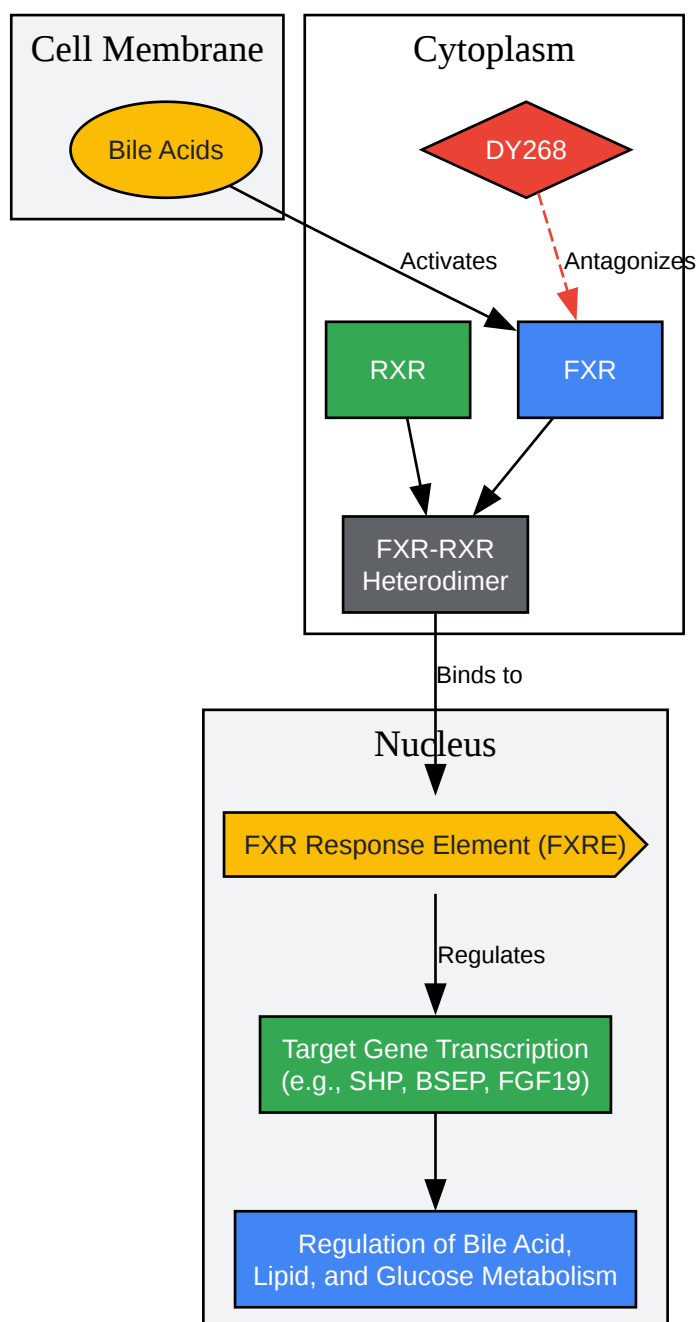 Cell Membrane
Cytoplasm
Bile Acids
DY268
Activates
Antagonizes
RXR
FXR
FXR-RXR
Heterodimer
Binds to
Nucleus
FXR Response Element (FXRE)
Regulates
Target Gene Transcription
(e.g., SHP, BSEP, FGF19)
Regulation of Bile Acid,
Lipid, and Glucose Metabolism